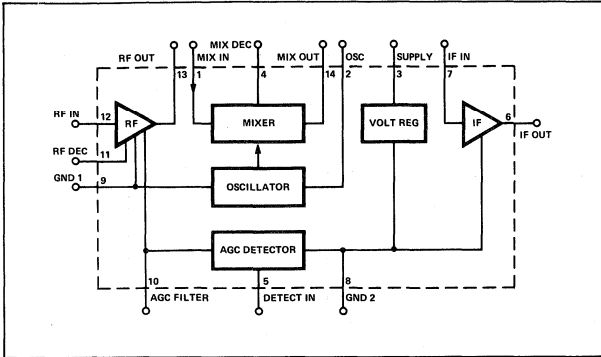 RF OUT
MIX IN
MIX DEC
MIX OUT
OSC
SUPPLY
IF IN
13
1
4
14
2
3
7
RF IN
12
RF
MIXER
VOLT REG
IF
6
IF OUT
RF DEC
11
GND 1
9
OSCILLATOR
AGC DETECTOR
10
5
8
AGC FILTER
DETECT IN
GND 2